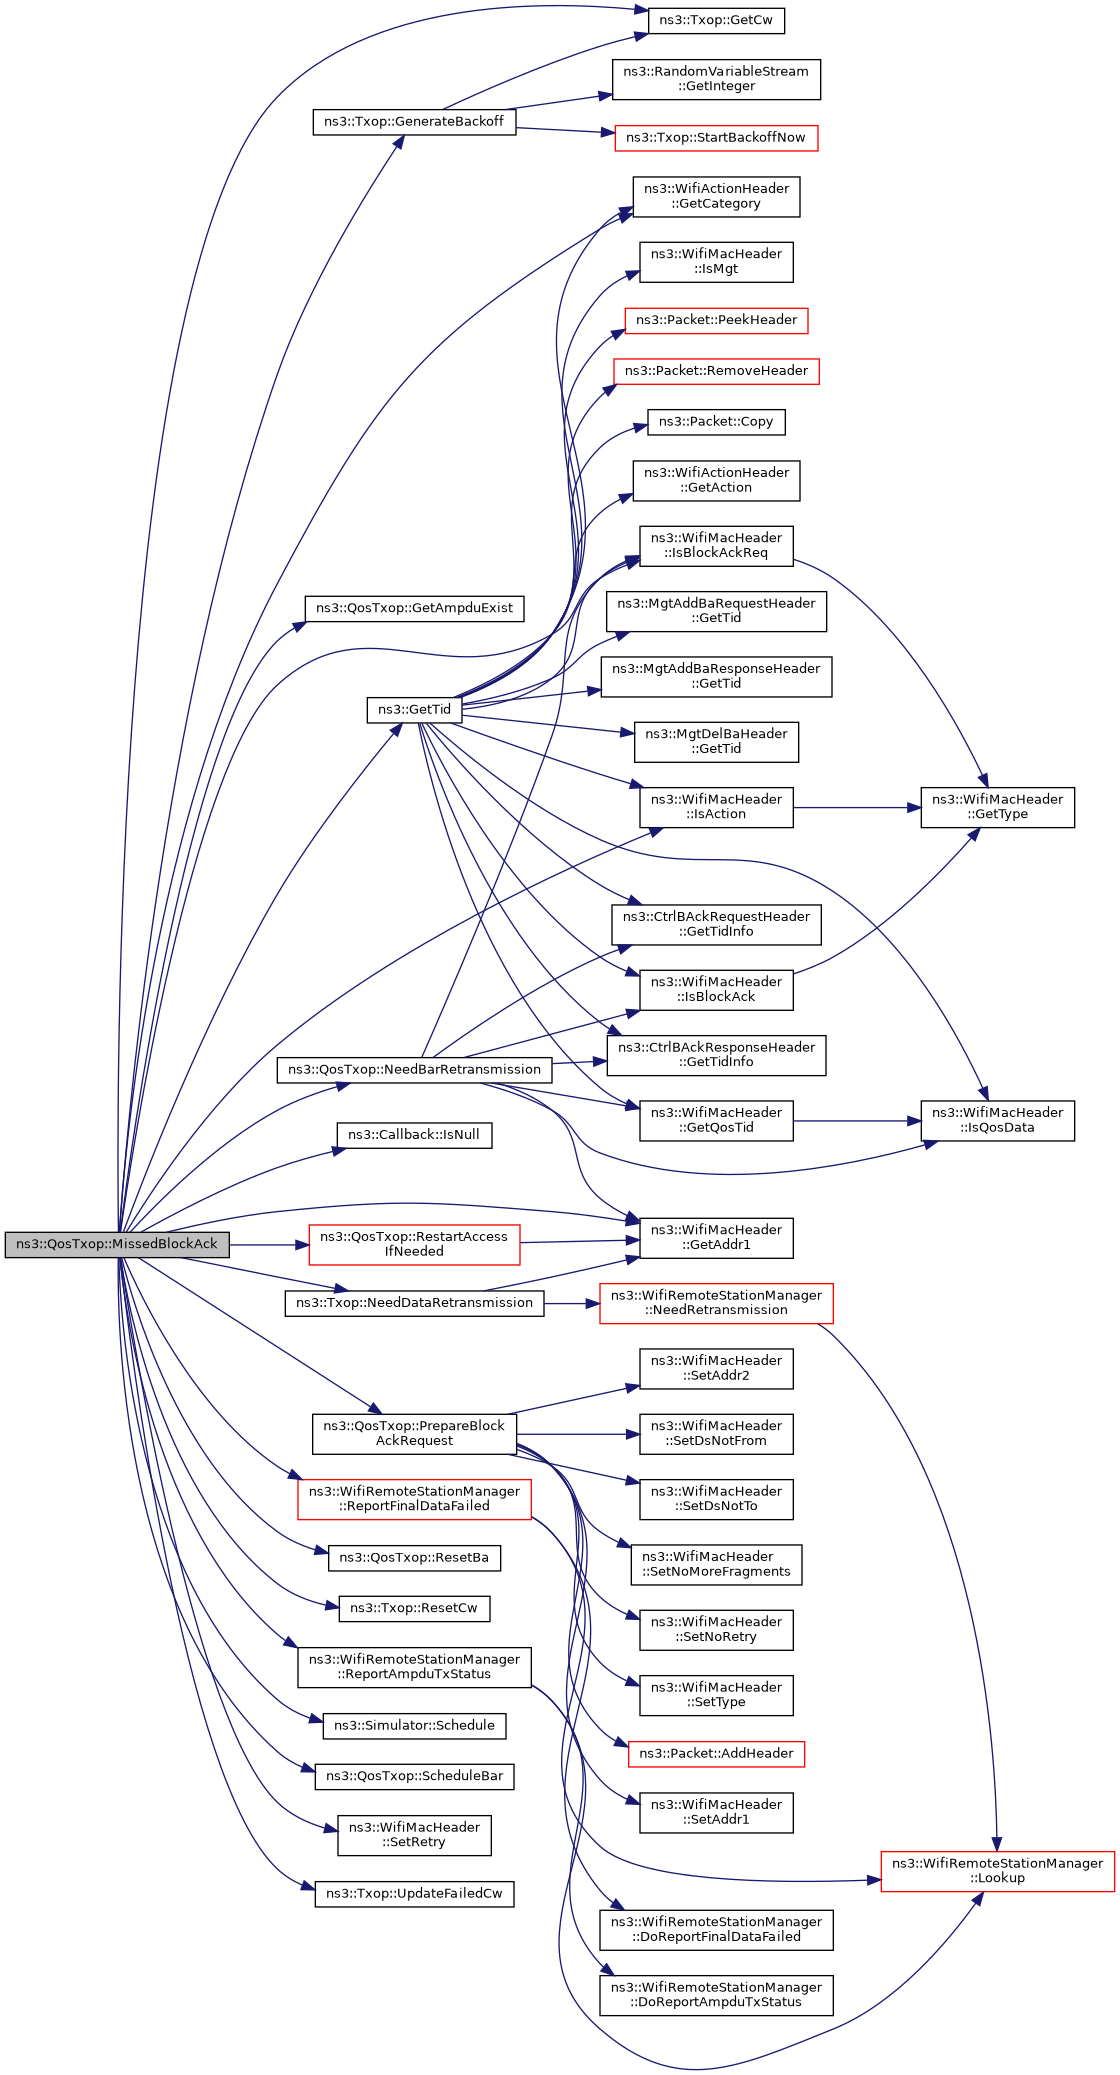 ns3::Txop::GetCw
ns3::RandomVariableStream
::GetInteger
ns3::Txop::GenerateBackoff
ns3::Txop::StartBackoffNow
ns3::WifiActionHeader
::GetCategory
ns3::WifiMacHeader
::IsMgt
ns3::Packet::PeekHeader
ns3::Packet::RemoveHeader
ns3::Packet::Copy
ns3::WifiActionHeader
::GetAction
ns3::WifiMacHeader
::IsBlockAckReq
ns3::QosTxop::GetAmpduExist
ns3::MgtAddBaRequestHeader
::GetTid
ns3::MgtAddBaResponseHeader
::GetTid
ns3::GetTid
ns3::MgtDelBaHeader
::GetTid
ns3::WifiMacHeader
::IsAction
ns3::WifiMacHeader
::GetType
ns3::CtrlBAckRequestHeader
::GetTidInfo
ns3::WifiMacHeader
::IsBlockAck
ns3::CtrlBAckResponseHeader
::GetTidInfo
ns3::QosTxop::NeedBarRetransmission
ns3::WifiMacHeader
::GetQosTid
ns3::WifiMacHeader
::IsQosData
ns3::Callback::IsNull
ns3::QosTxop::MissedBlockAck
ns3::QosTxop::RestartAccess
IfNeeded
ns3::WifiMacHeader
::GetAddr1
ns3::Txop::NeedDataRetransmission
ns3::WifiRemoteStationManager
::NeedRetransmission
ns3::WifiMacHeader
::SetAddr2
ns3::QosTxop::PrepareBlock
AckRequest
ns3::WifiMacHeader
::SetDsNotFrom
ns3::WifiRemoteStationManager
::ReportFinalDataFailed
ns3::WifiMacHeader
::SetDsNotTo
ns3::QosTxop::ResetBa
ns3::WifiMacHeader
::SetNoMoreFragments
ns3::Txop::ResetCw
ns3::WifiMacHeader
::SetNoRetry
ns3::WifiRemoteStationManager
::ReportAmpduTxStatus
ns3::WifiMacHeader
::SetType
ns3::Simulator::Schedule
ns3::Packet::AddHeader
ns3::QosTxop::ScheduleBar
ns3::WifiMacHeader
::SetAddr1
ns3::WifiMacHeader
::SetRetry
ns3::WifiRemoteStationManager
::Lookup
ns3::Txop::UpdateFailedCw
ns3::WifiRemoteStationManager
::DoReportFinalDataFailed
ns3::WifiRemoteStationManager
::DoReportAmpduTxStatus